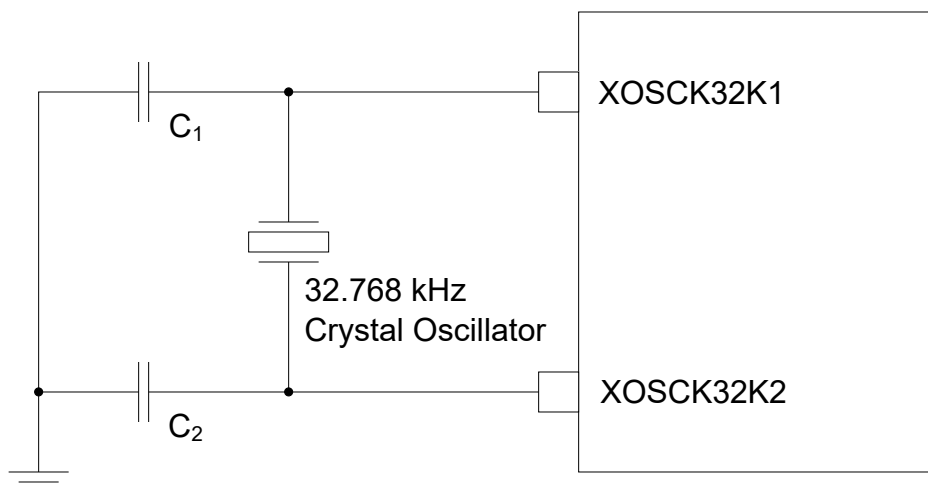 XOSCK32K1
C₁
32.768 kHz
Crystal Oscillator
XOSCK32K2
C₂